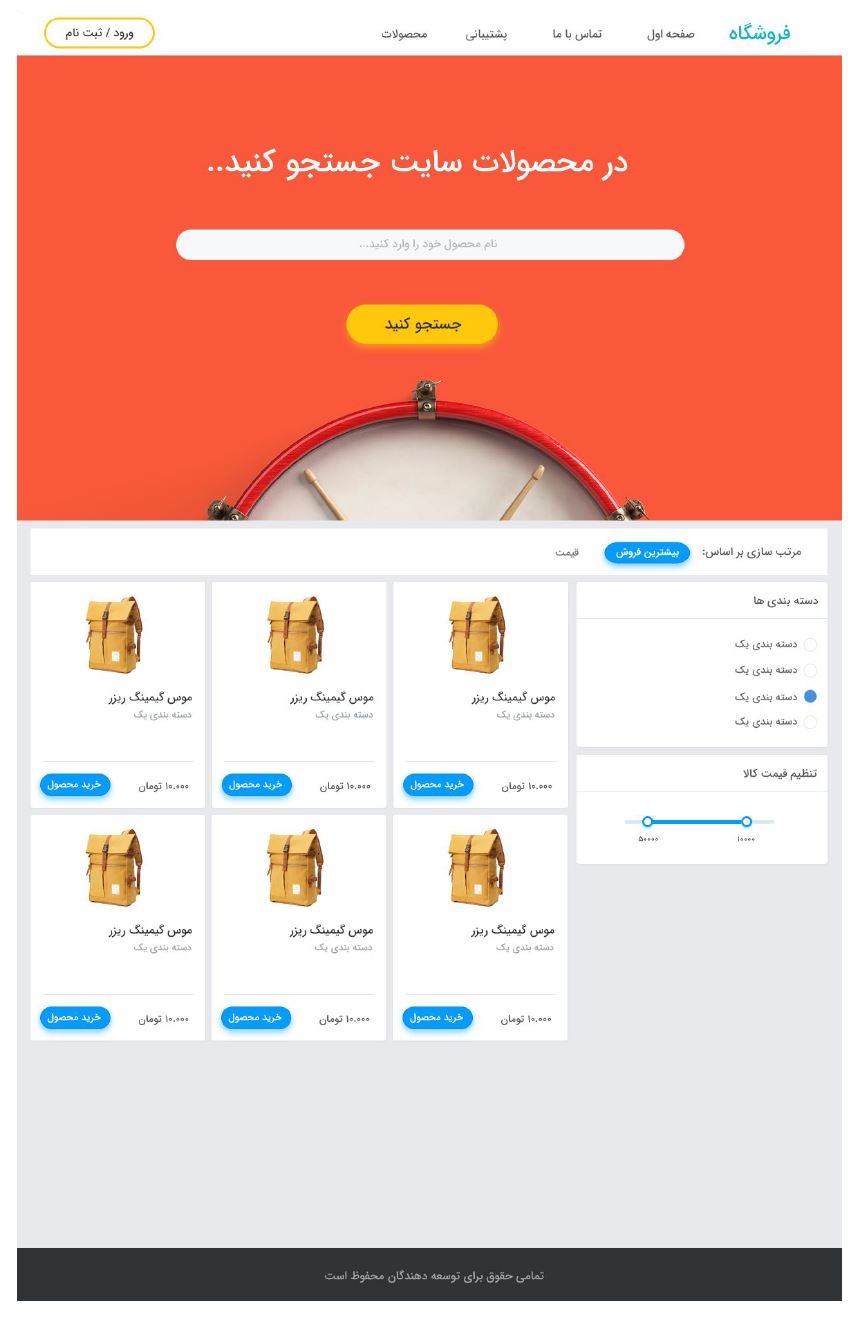 فروشگاه
صفحه اول
تماس با ما
پشتیبانی
محصولات
ورود / ثبت نام
در محصولات سایت جستجو کنید..
نام محصول خود را وارد کنید...
جستجو کنید
مرتب سازی بر اساس:
بیشترین فروش
قیمت
دسته بندی ها
دسته بندی یک
دسته بندی یک
دسته بندی یک
دسته بندی یک
تنظیم قیمت کالا
۱۰۰۰۰
۵۰۰۰۰
موس گیمینگ ریزر
دسته بندی یک
۱۰.۰۰۰ تومان
خرید محصول
موس گیمینگ ریزر
دسته بندی یک
۱۰.۰۰۰ تومان
خرید محصول
موس گیمینگ ریزر
دسته بندی یک
۱۰.۰۰۰ تومان
خرید محصول
موس گیمینگ ریزر
دسته بندی یک
۱۰.۰۰۰ تومان
خرید محصول
موس گیمینگ ریزر
دسته بندی یک
۱۰.۰۰۰ تومان
خرید محصول
موس گیمینگ ریزر
دسته بندی یک
۱۰.۰۰۰ تومان
خرید محصول
تمامی حقوق برای توسعه دهندگان محفوظ است